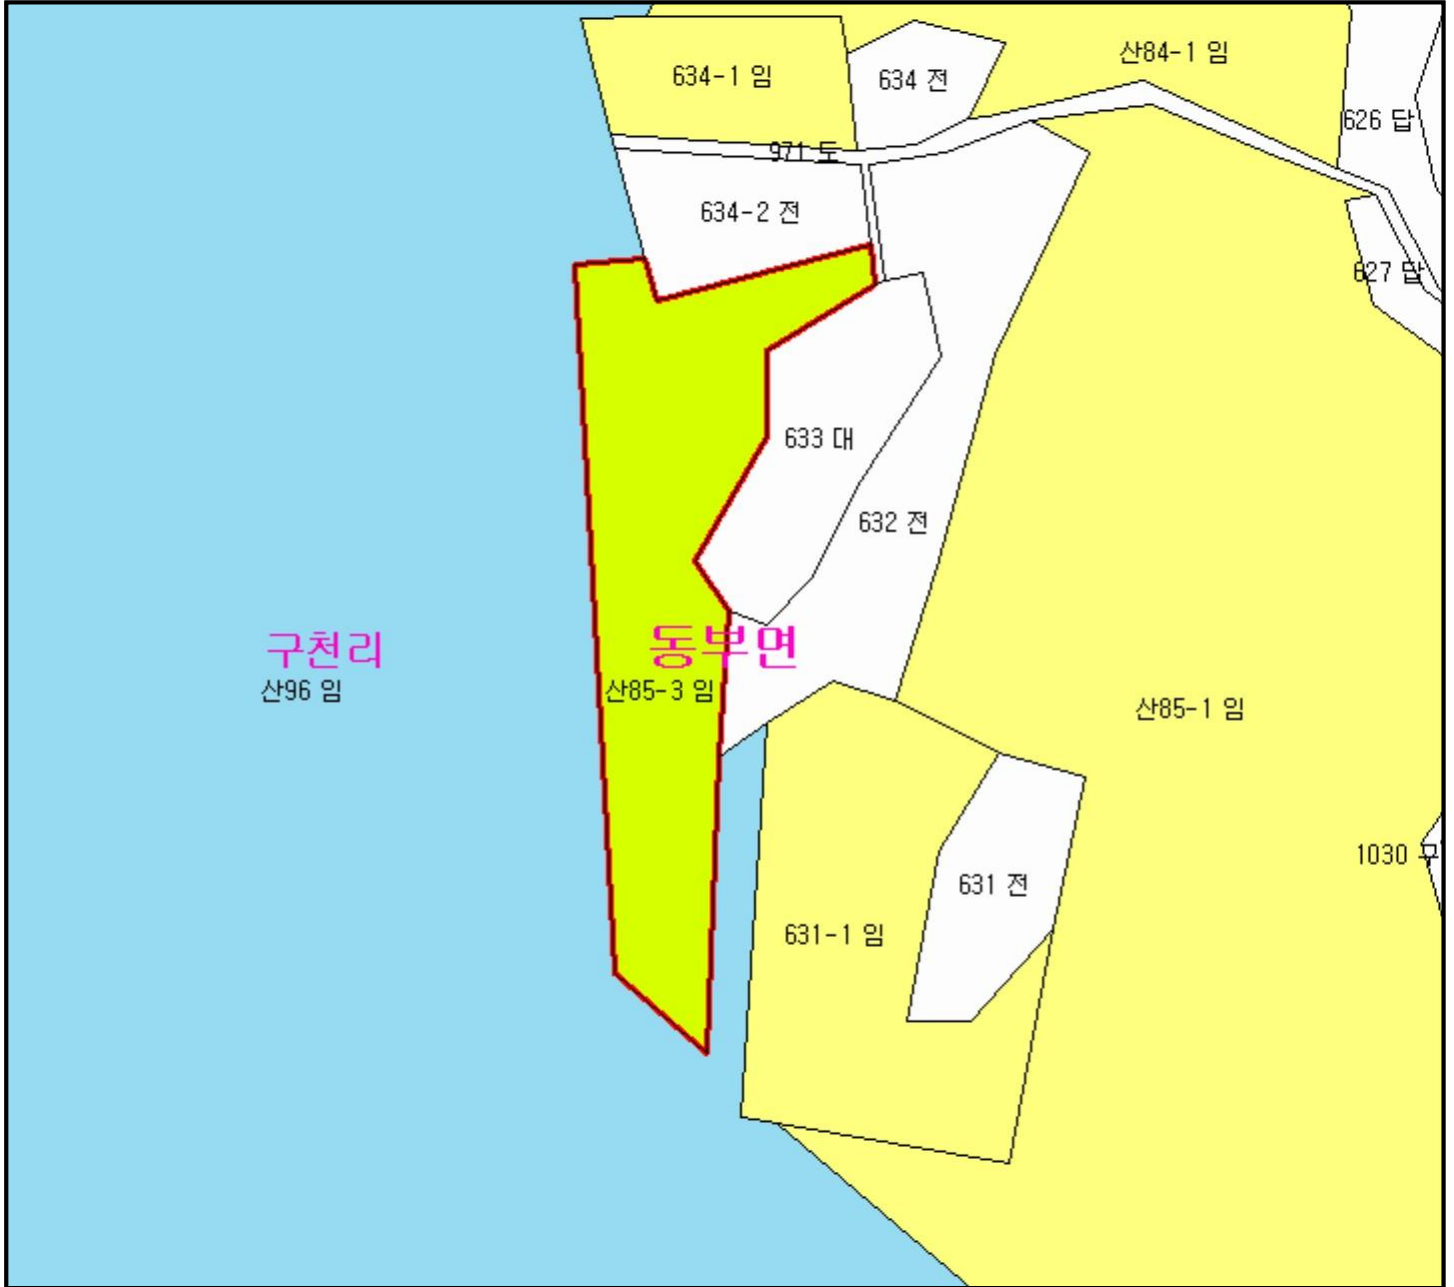 산84-1 임
634-1 임
634 전
626 답
971 도
634-2 전
627 답
633 대
632 전
구천리
동부면
산96 임
산85-3 임
산85-1 임
1030 구
631 전
631-1 임